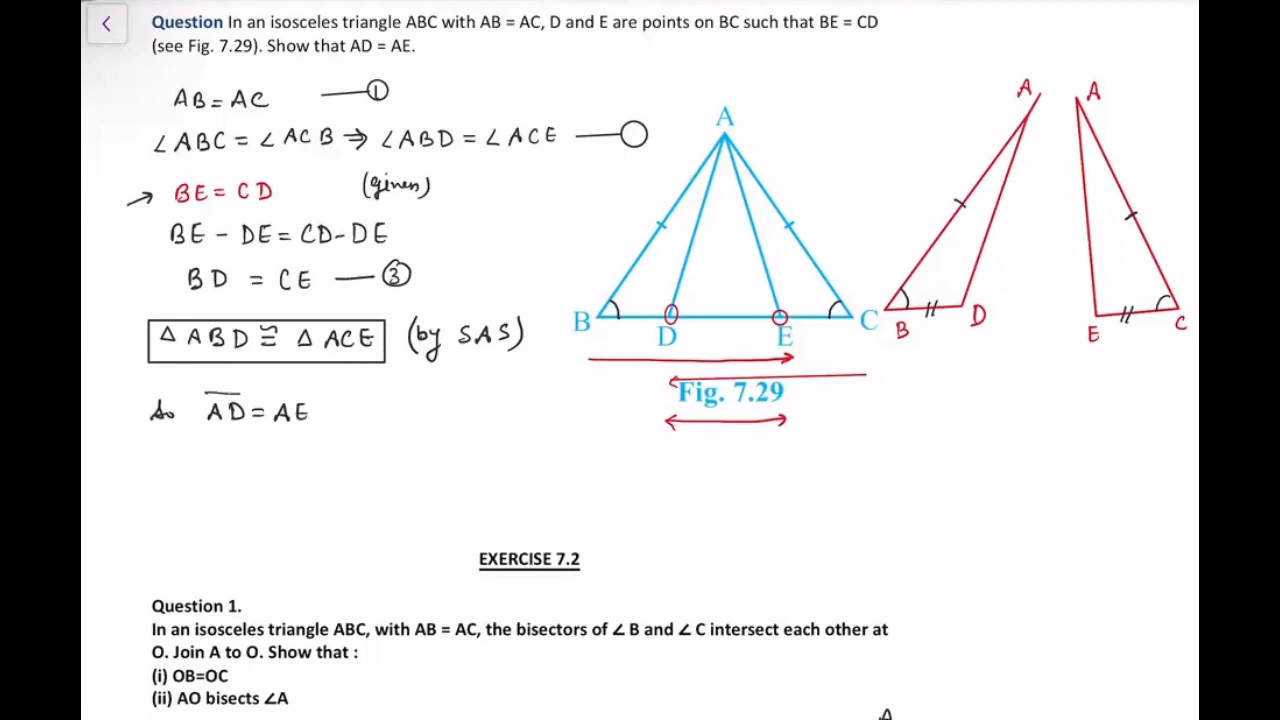 Question In an isosceles triangle ABC with AB = AC, D and E are points on BC such that BE = CD
(see Fig. 7.29). Show that AD = AE.
AB = AC — ①
∠ABC = ∠ACB ⇒ ∠ABD = ∠ACE — ◯
→ BE = CD (given)
BE - DE = CD - DE
BD = CE — ③
△ ABD ≅ △ ACE (by SAS)
So AD = AE
A
B
D
E
C
Fig. 7.29
A
B
D
A
E
C
EXERCISE 7.2
Question 1.
In an isosceles triangle ABC, with AB = AC, the bisectors of ∠ B and ∠ C intersect each other at
O. Join A to O. Show that :
(i) OB=OC
(ii) AO bisects ∠A